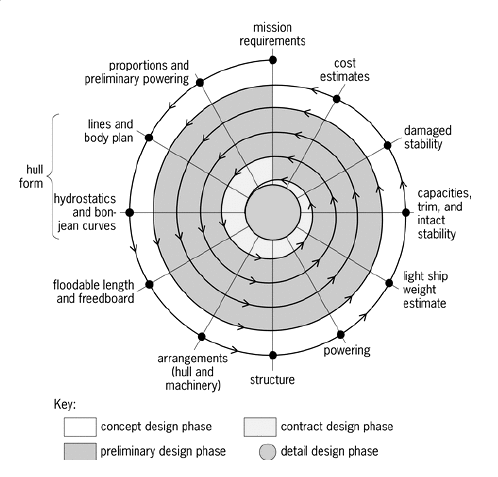 mission
requirements
cost
estimates
damaged
stability
capacities,
trim, and
intact
stability
light ship
weight
estimate
powering
structure
arrangements
(hull and
machinery)
floodable length
and freedboard
hydrostatics
and bon-
jean curves
hull
form
lines and
body plan
proportions and
preliminary powering
Key:
concept design phase
contract design phase
preliminary design phase
detail design phase